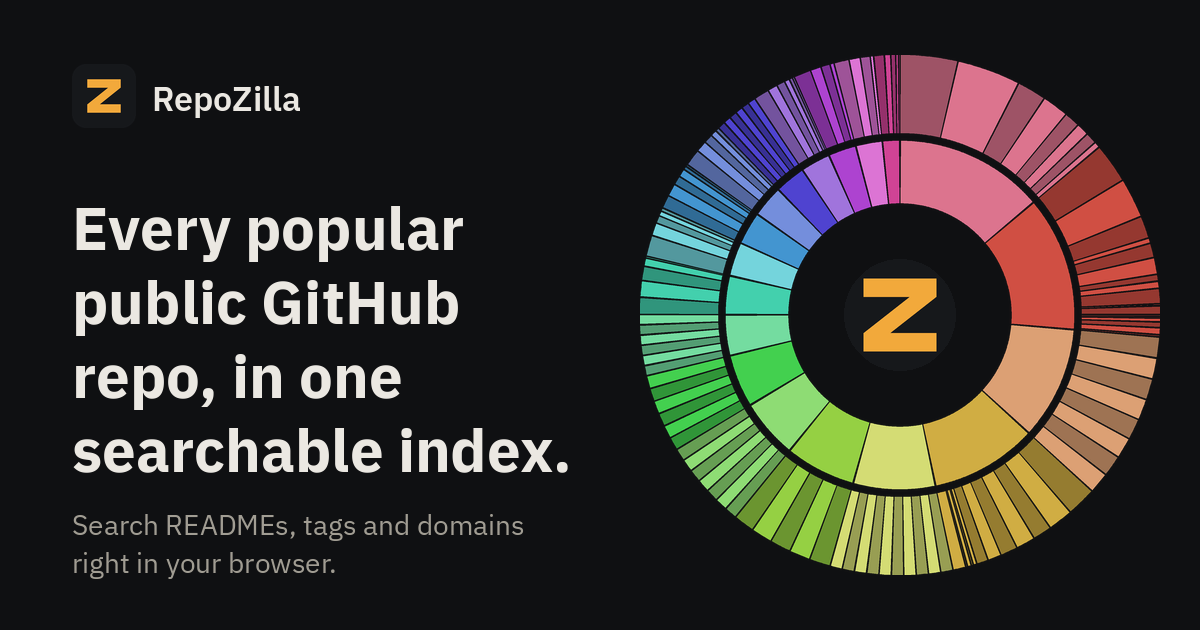 Z
RepoZilla
Every popular
public GitHub
repo, in one
searchable index.
Search READMEs, tags and domains
right in your browser.
Z